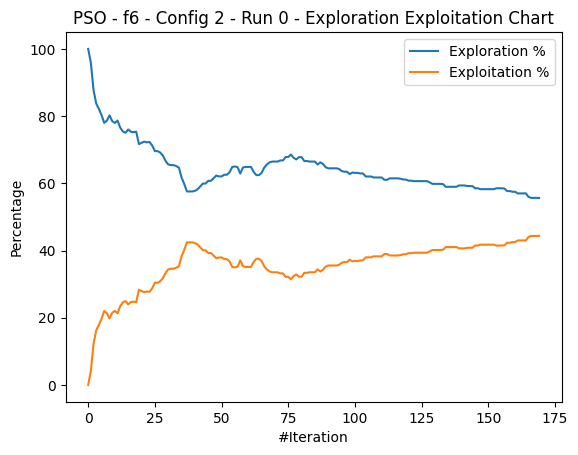 PSO - f6 - Config 2 - Run 0 - Exploration Exploitation Chart
Exploration %
Exploitation %
Percentage
100
80
60
40
20
0
0 25 50 75 100 125 150 175
#Iteration